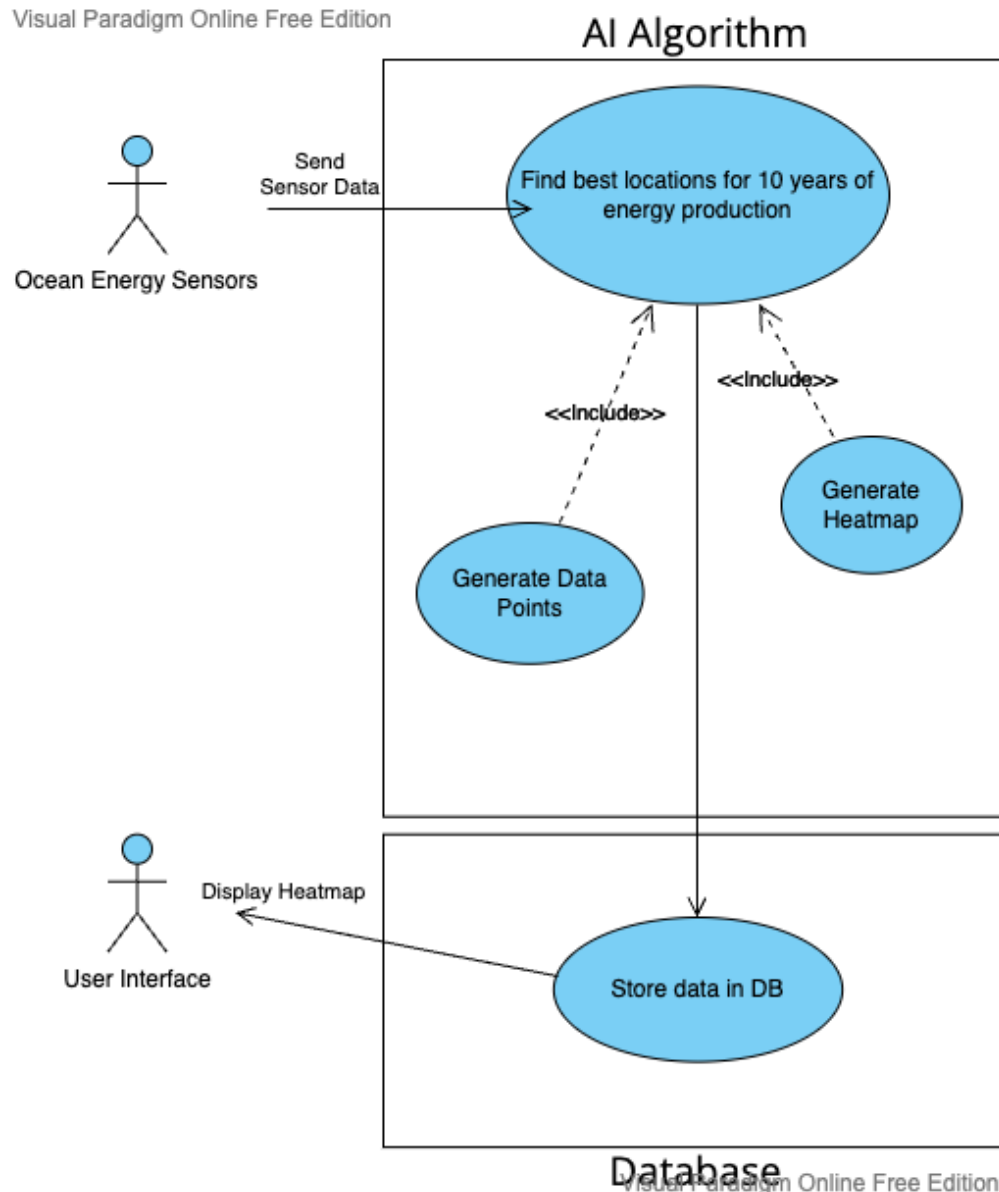 Visual Paradigm Online Free Edition
AI Algorithm
Send
Sensor Data
Find best locations for 10 years of
energy production
Ocean Energy Sensors
<<Include>>
<<Include>>
Generate
Heatmap
Generate Data
Points
Display Heatmap
User Interface
Store data in DB
Database
Visual Paradigm Online Free Edition